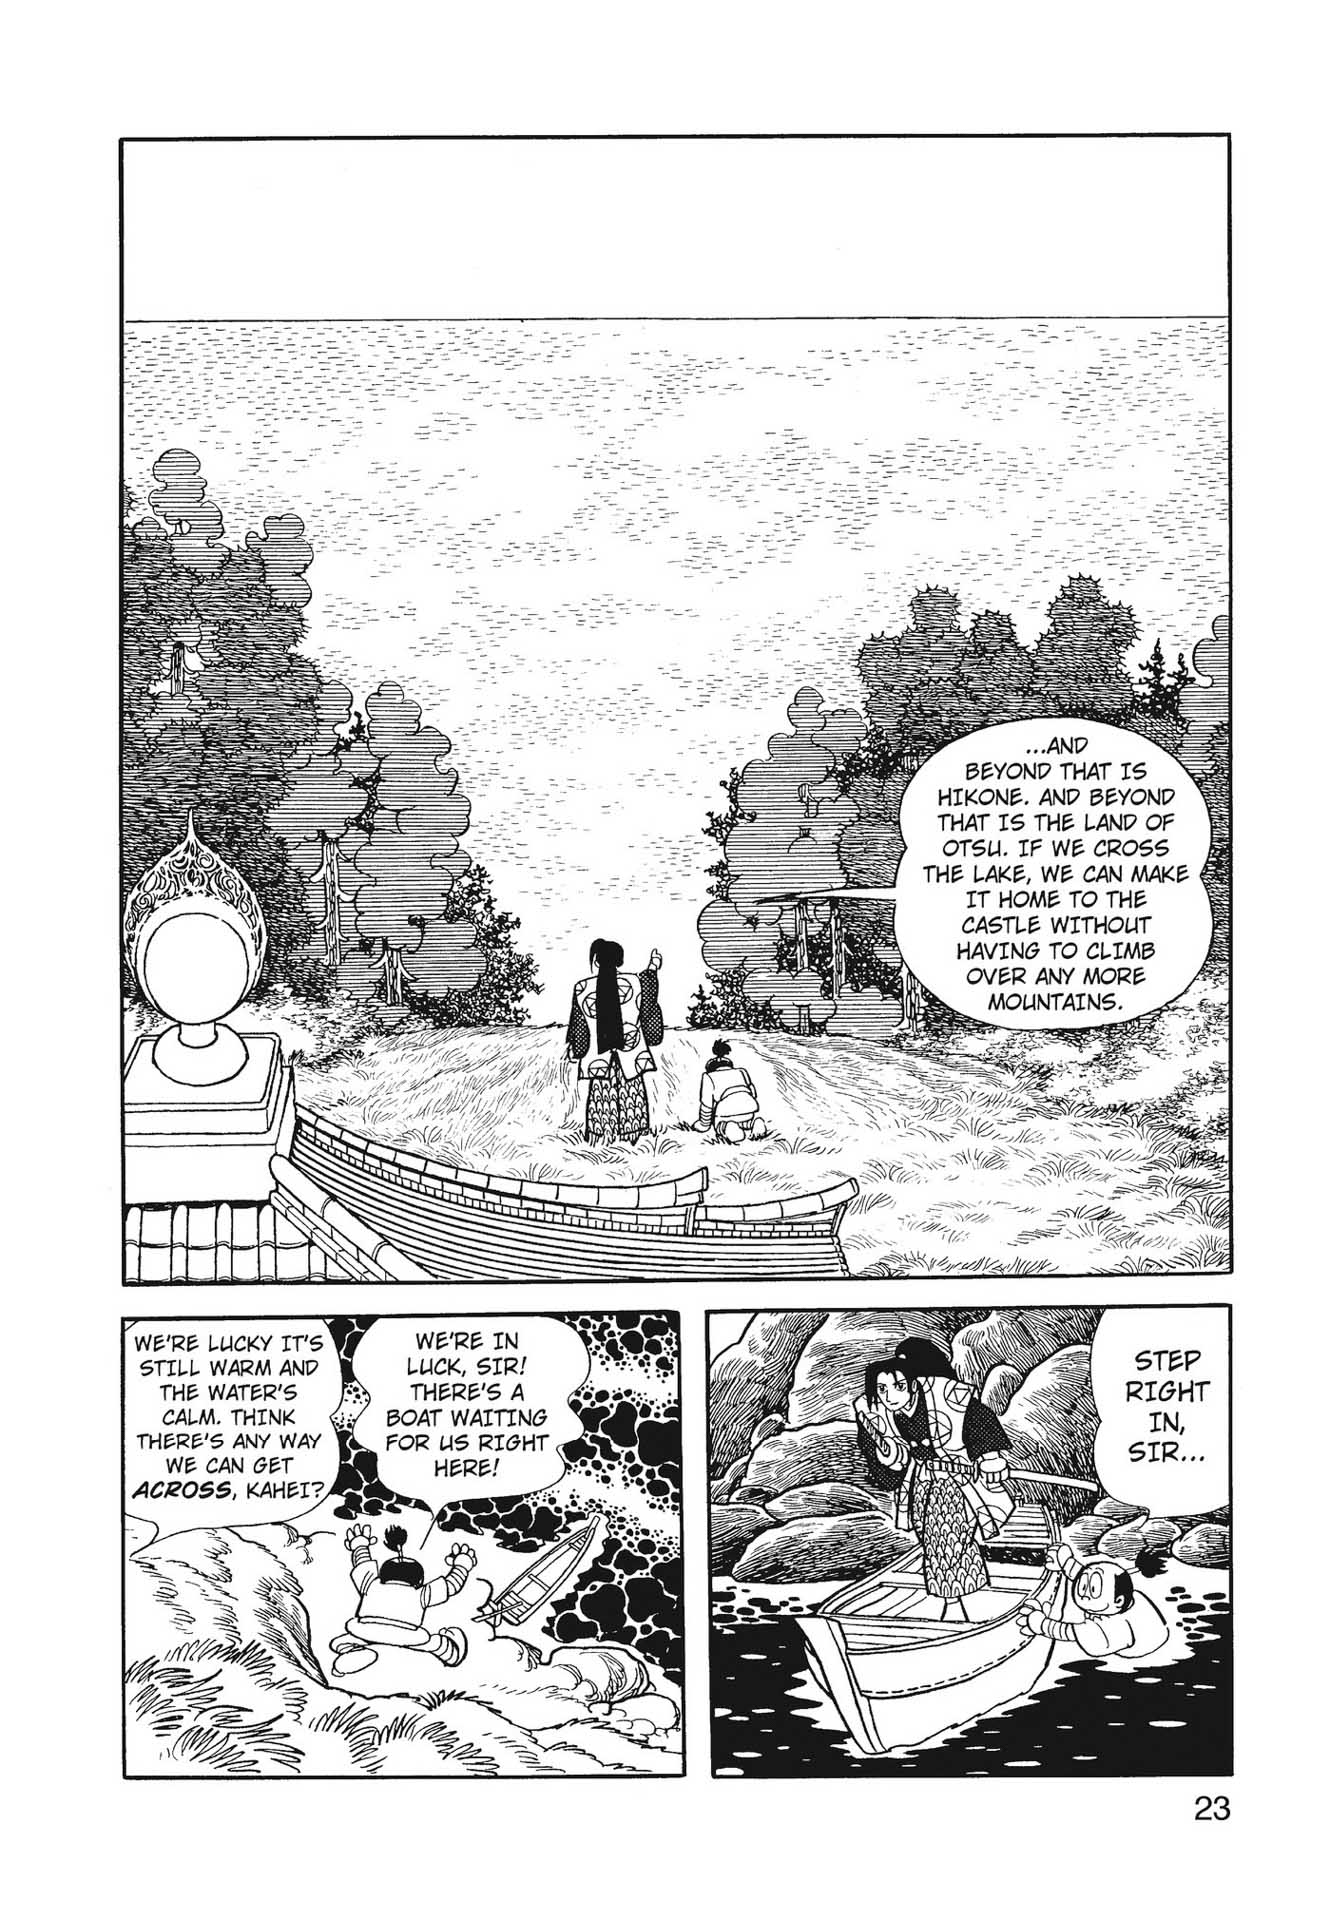 ...AND
BEYOND THAT IS
HIKONE. AND BEYOND
THAT IS THE LAND OF
OTSU. IF WE CROSS
THE LAKE, WE CAN MAKE
IT HOME TO THE
CASTLE WITHOUT
HAVING TO CLIMB
OVER ANY MORE
MOUNTAINS.
WE'RE LUCKY IT'S
STILL WARM AND
THE WATER'S
CALM. THINK
THERE'S ANY WAY
WE CAN GET
ACROSS, KAHEI?
WE'RE IN
LUCK, SIR!
THERE'S A
BOAT WAITING
FOR US RIGHT
HERE!
STEP
RIGHT
IN,
SIR...
23